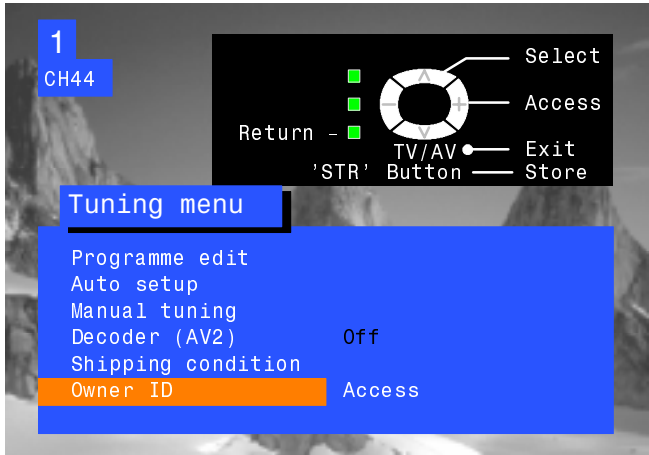 1
CH44
Select
Access
Return –
TV/AV Exit
'STR' Button Store
Tuning menu
Programme edit
Auto setup
Manual tuning
Decoder (AV2) Off
Shipping condition
Owner ID Access